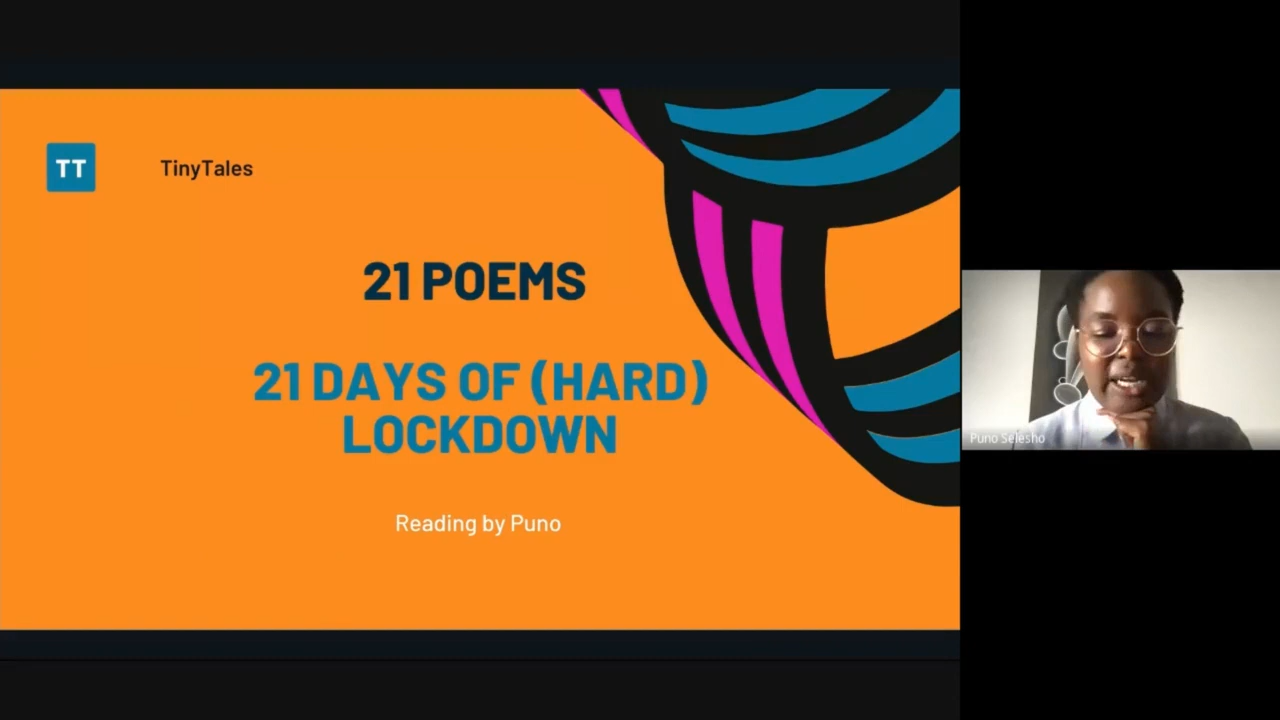 TT
TinyTales
21 POEMS
21 DAYS OF (HARD)
LOCKDOWN
Reading by Puno
Puno Selesho